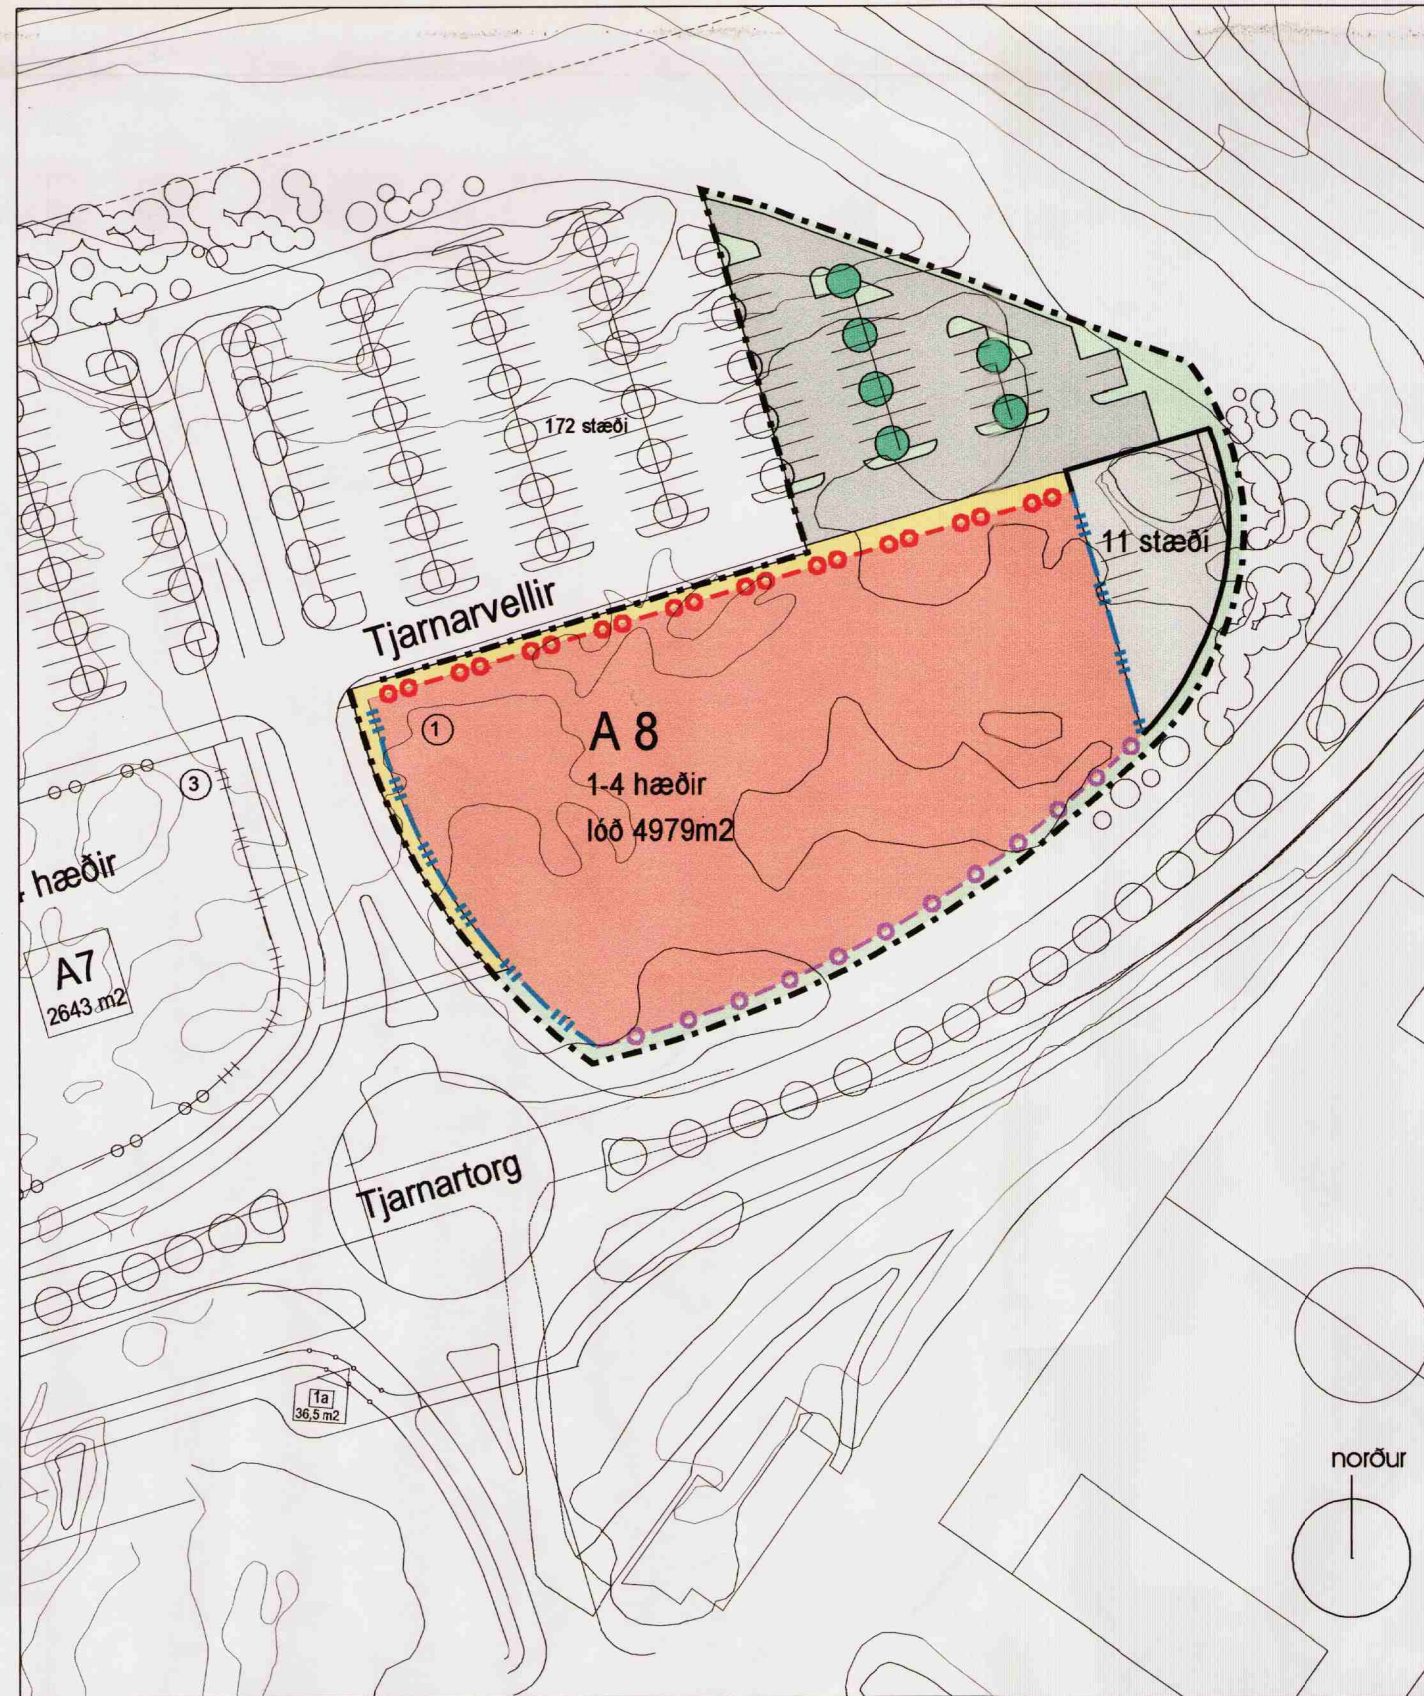 172 stæði
11 stæði
Tjarnarvellir
1
A 8
1-4 hæðir
lóð 4979m2
3
hæðir
A7
2643 m2
Tjarnartorg
1a
36,5 m2
norður